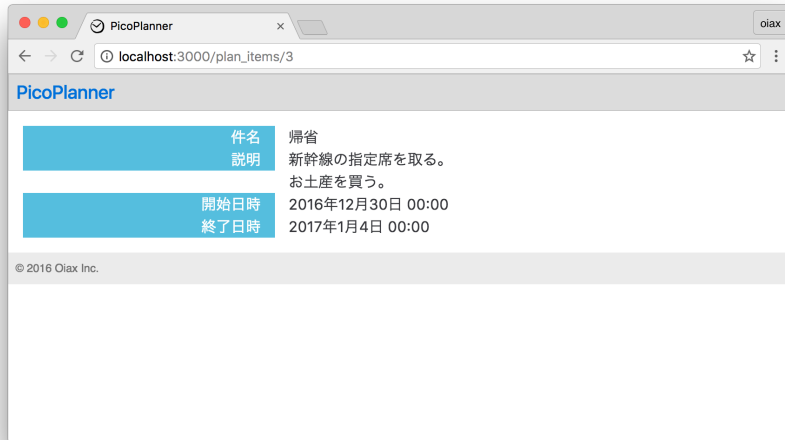 PicoPlanner
oiax
localhost:3000/plan_items/3
PicoPlanner
件名 帰省
説明 新幹線の指定席を取る。
お土産を買う。
開始日時 2016年12月30日 00:00
終了日時 2017年1月4日 00:00
© 2016 Oiax Inc.